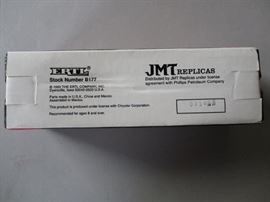 ERTL
Stock Number B177
© 1993 THE ERTL COMPANY, INC.
Dyersville, Iowa 52040 U.S.A.
Parts made in U.S.A., China and Mexico.
Assembled in Mexico.
This product is produced under license with Chrysler Corporation.
Recommended for ages 8 and over.
JMT REPLICAS
Distributed by JMT Replicas under license
agreement with Phillips Petroleum Company